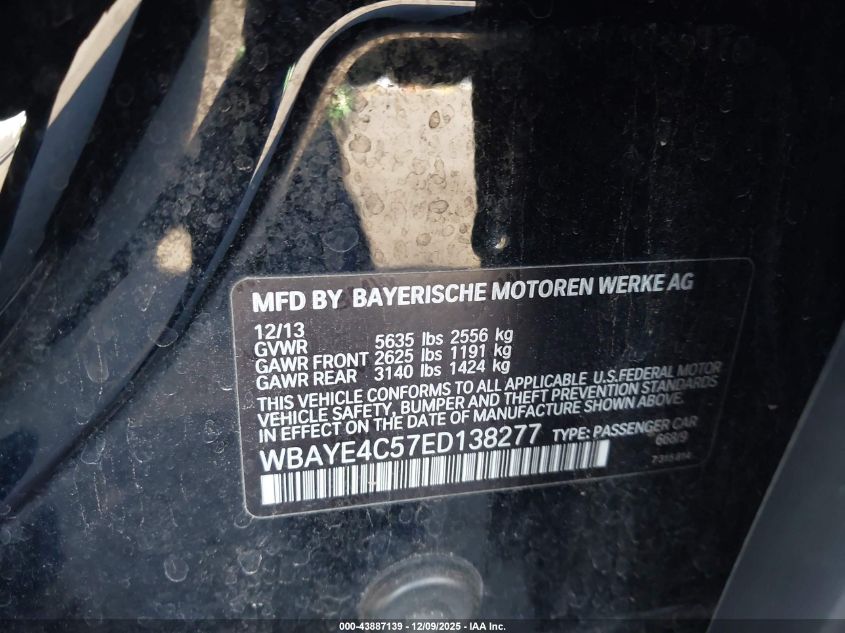 MFD BY BAYERISCHE MOTOREN WERKE AG
12/13
GVWR 5635 lbs 2556 kg
GAWR FRONT 2625 lbs 1191 kg
GAWR REAR 3140 lbs 1424 kg
THIS VEHICLE CONFORMS TO ALL APPLICABLE U.S.FEDERAL MOTOR
VEHICLE SAFETY, BUMPER AND THEFT PREVENTION STANDARDS
IN EFFECT ON THE DATE OF MANUFACTURE SHOWN ABOVE.
WBAYE4C57ED138277 TYPE: PASSENGER CAR
668/9
7315814
000-43887139 - 12/09/2025 - IAA Inc.